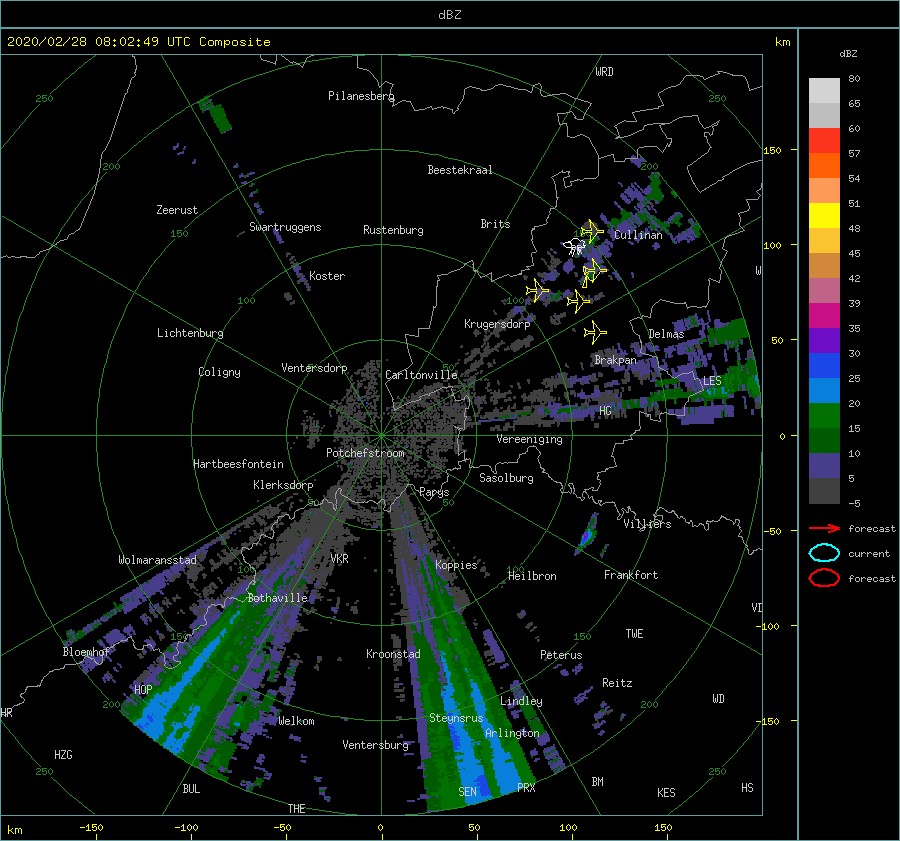 dBZ
2020/02/28 08:02:49 UTC Composite
km
dBZ
WRD
250
Pilanesberg
250
80
65
60
57
54
51
48
45
42
39
35
30
25
20
15
10
5
-5
150
200
Beestekraal
200
Zeerust
150
Swartruggens
Rustenburg
Brits
Cullinan
100
W
Koster
100
100
Krugersdorp
Lichtenburg
Delmas
50
Brakpan
Coligny
Ventersdorp
Carltonville
50
LES
HG
Vereeniging
0
Potchefstroom
Hartbeesfontein
Klerksdorp
Sasolburg
Parys
50
50
Villiers
-50
forecast
current
forecast
Wolmaransstad
VKR
Koppies
100
100
Heilbron
Frankfort
Bothaville
VD
-100
150
150
TWE
Bloemhof
Kroonstad
Peterus
HOP
Reitz
WD
HR
200
Lindley
200
Welkom
Steynsrus
-150
Arlington
HZG
Ventersburg
250
250
BUL
SEN
PRX
BM
KES
HS
THE
km
-150
-100
-50
0
50
100
150